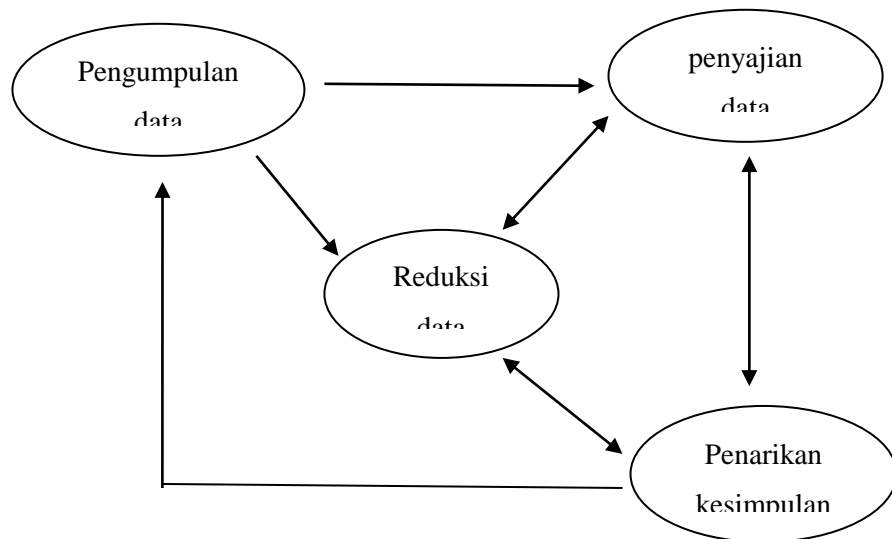 Pengumpulan
data
penyajian
data
Reduksi
data
Penarikan
kesimpulan